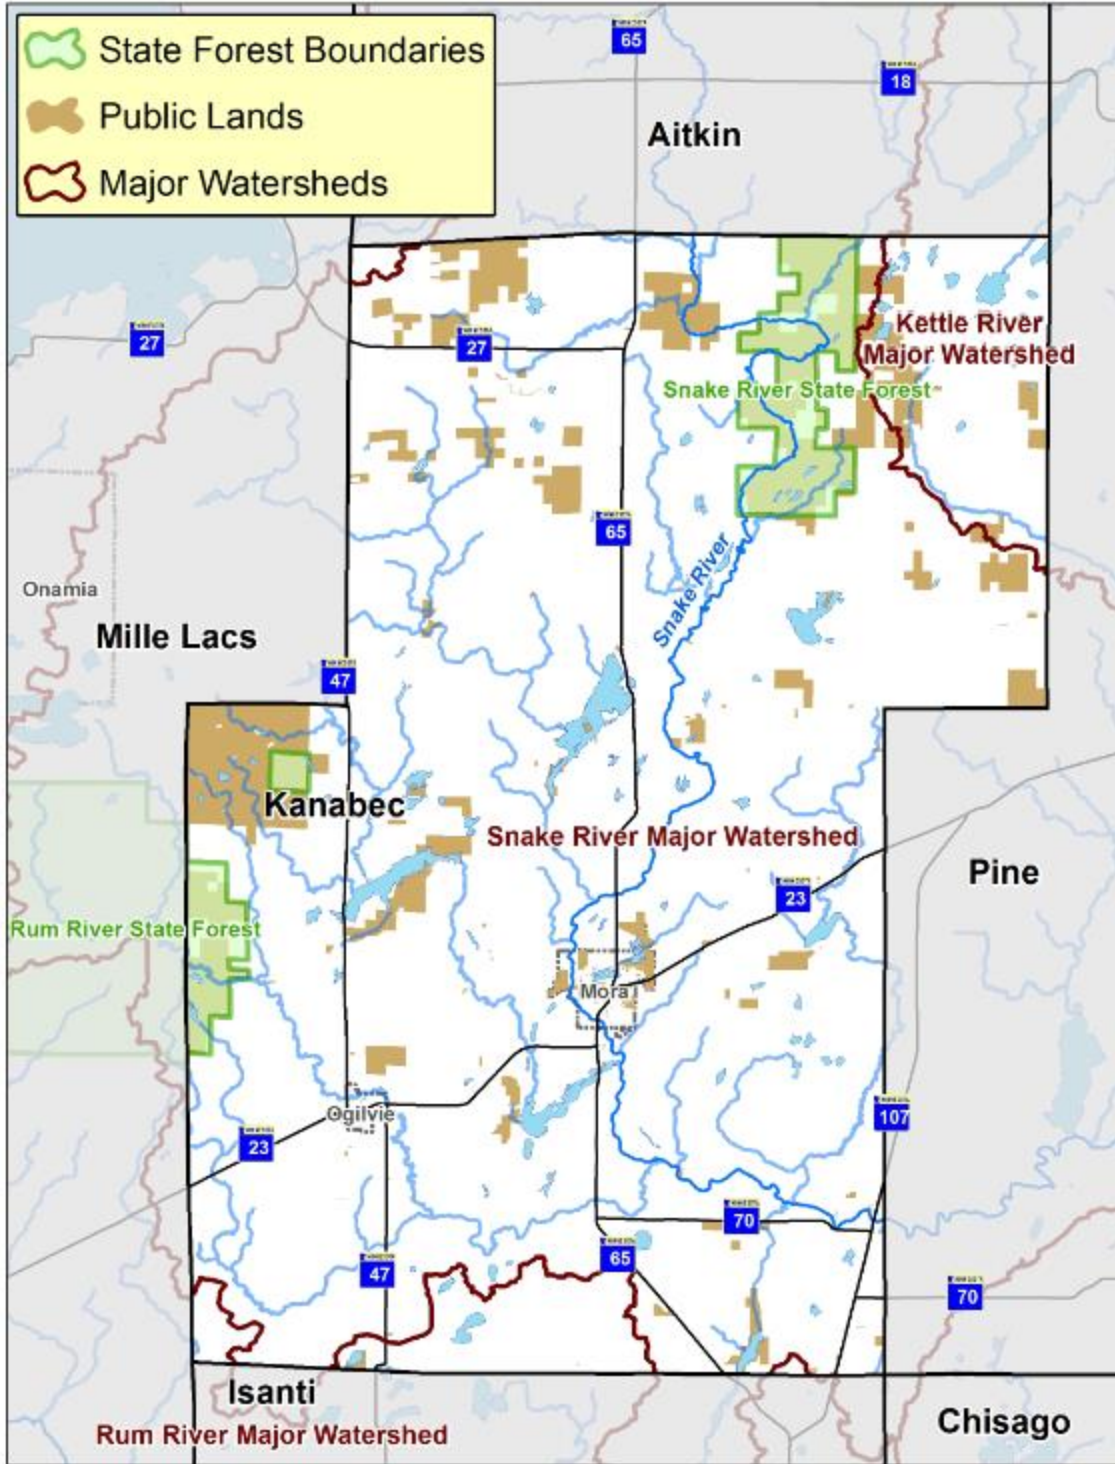 State Forest Boundaries
Public Lands
Major Watersheds
65
18
Aitkin
27
27
Kettle River
Major Watershed
Snake River State Forest
65
Snake River
Onamia
Mille Lacs
47
Kanabec
Snake River Major Watershed
Pine
23
Rum River State Forest
Mora
Ogilvie
107
23
70
65
47
70
Isanti
Chisago
Rum River Major Watershed